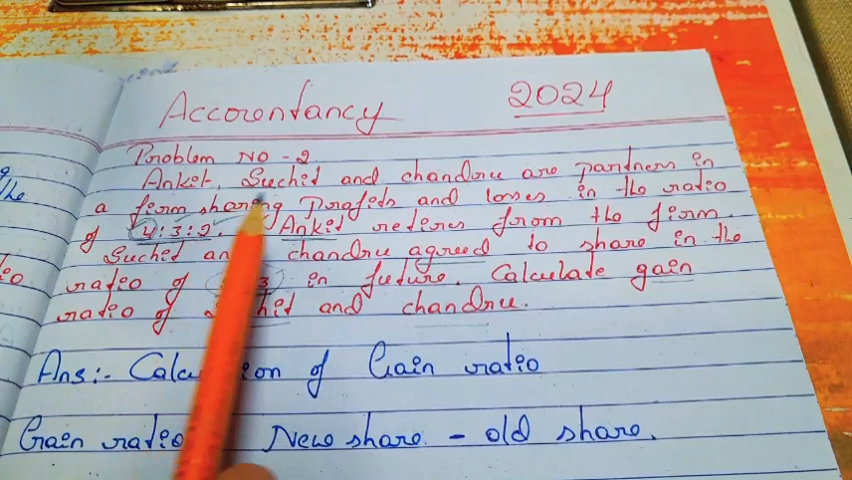 Accountancy 2024
Problem NO - 2
Ankit, Suchit and chandru are partners in
a firm sharing profits and losses in the ratio
of 4:3:2. Ankit retires from the firm.
Suchit chandru agreed to share in the
ratio of 3 in future. Calculate gain
ratio of and chandru.
Ans:- of Gain ratio
Gain ratio New share - old share.